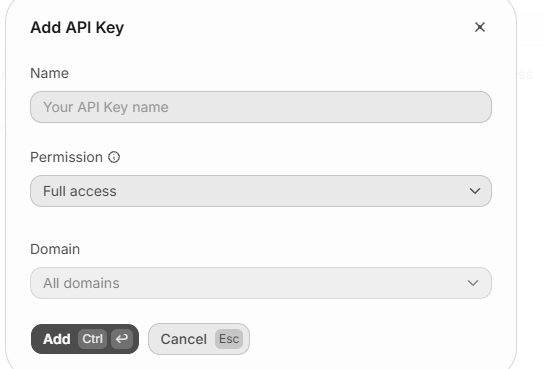 Add API Key
Name
Your API Key name
Permission
Full access
Domain
All domains
Add Ctrl ↵ Cancel Esc